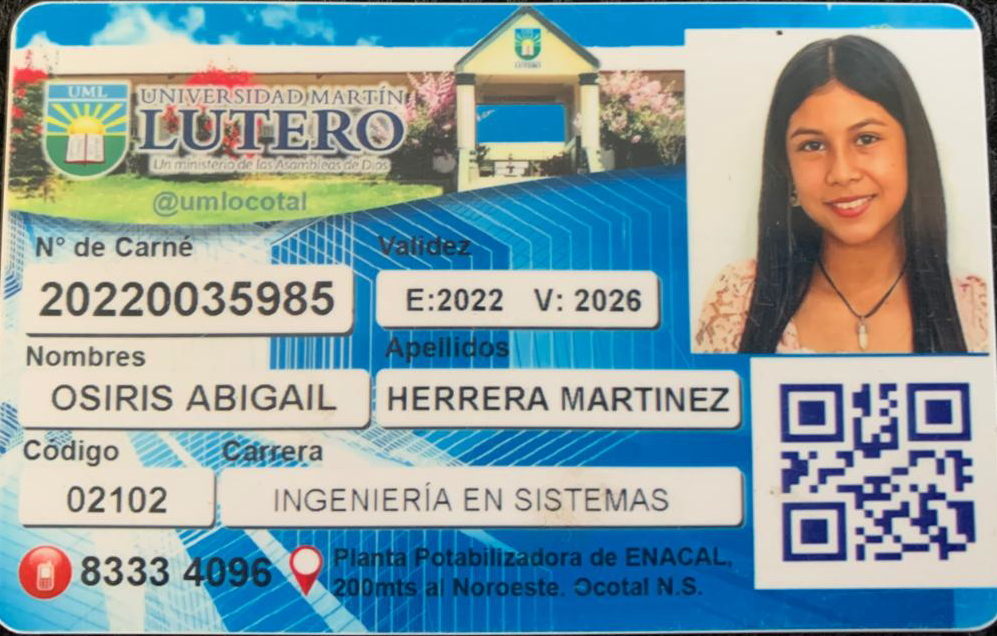 LUTERO
UML
UNIVERSIDAD MARTÍN
LUTERO
Un ministerio de las Asambleas de Dios
@umlocotal
N° de Carné
Validez
20220035985
E:2022 V: 2026
Nombres
Apellidos
OSIRIS ABIGAIL
HERRERA MARTINEZ
Código
Carrera
02102
INGENIERÍA EN SISTEMAS
8333 4096
Planta Potabilizadora de ENACAL,
200mts al Noroeste. Ocotal N.S.